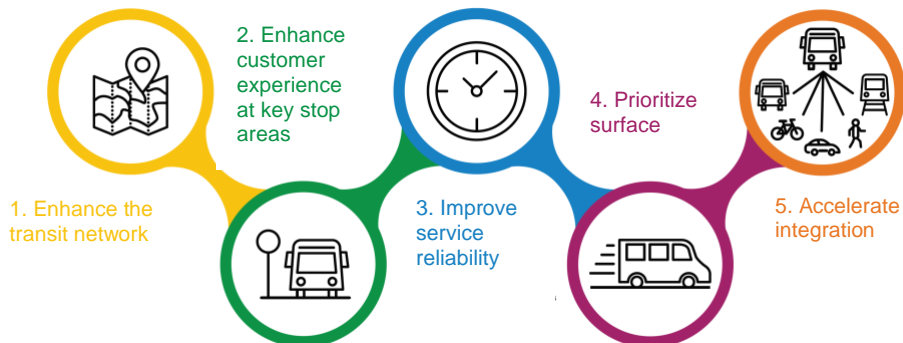 1. Enhance the
transit network
2. Enhance
customer
experience
at key stop
areas
3. Improve
service
reliability
4. Prioritize
surface
5. Accelerate
integration